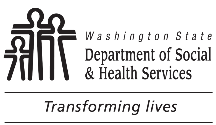 Washington State
Department of Social
& Health Services
Transforming lives